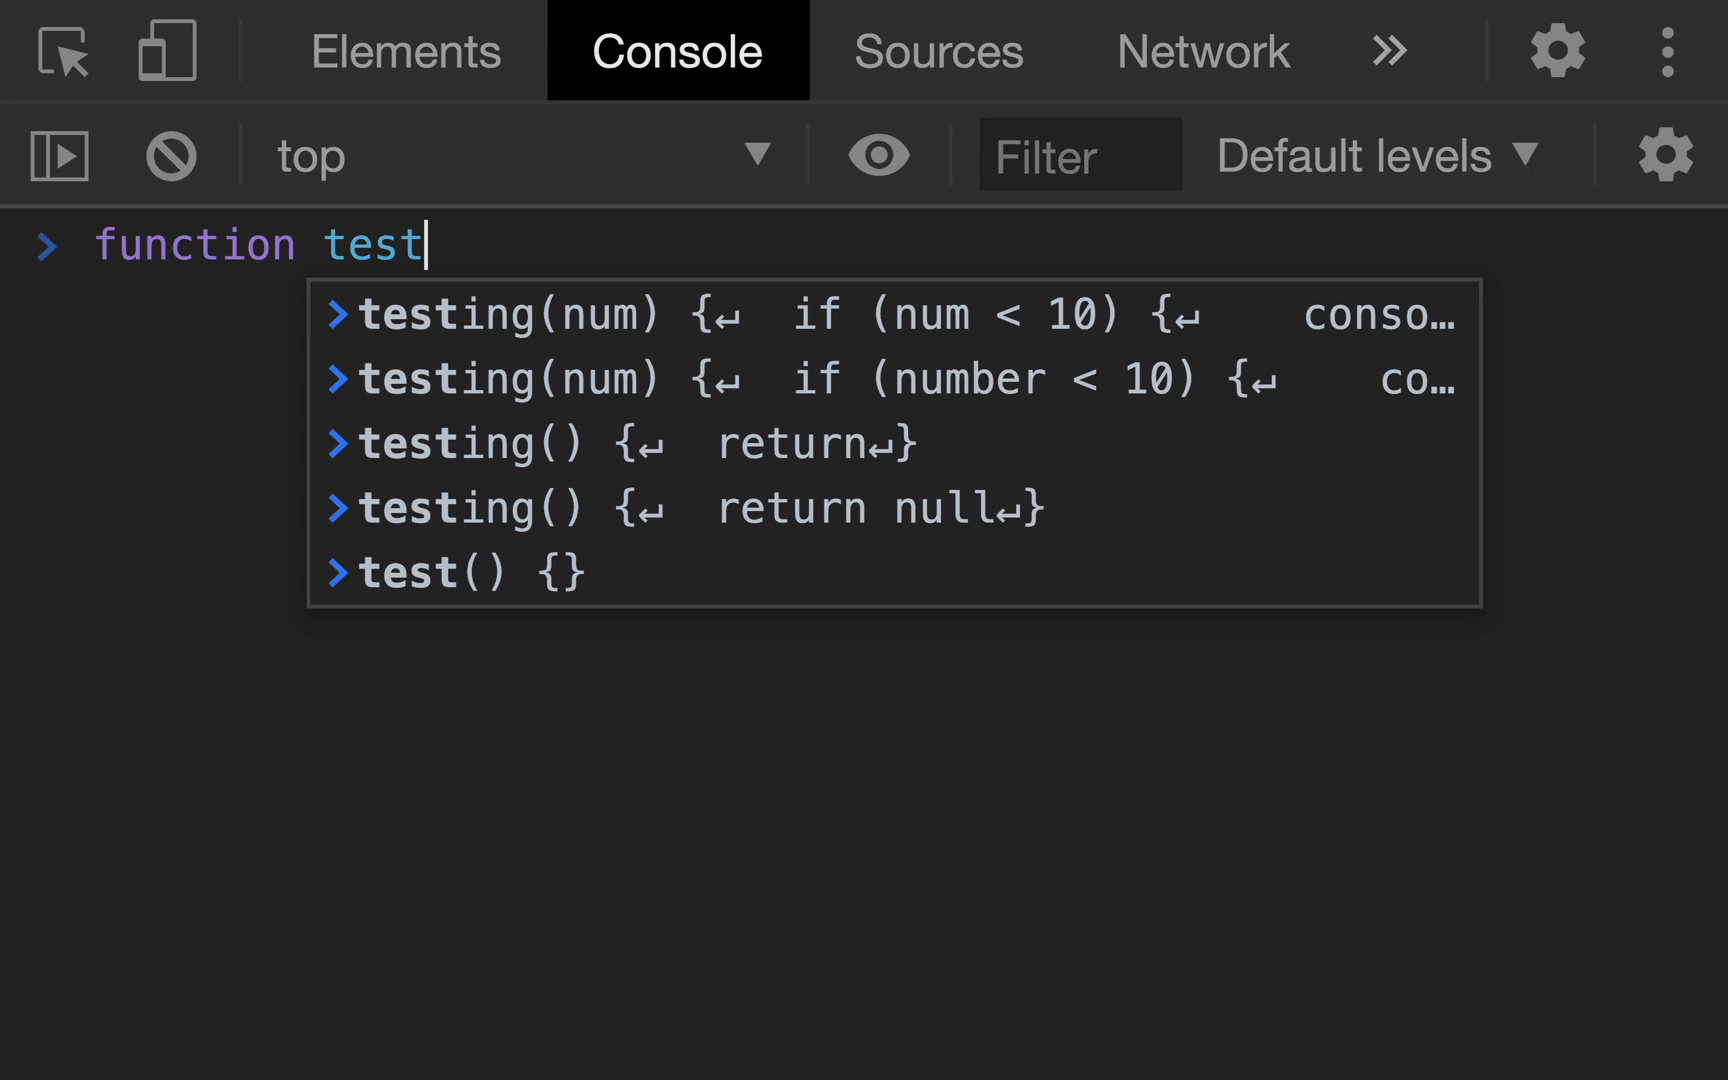 Elements Console Sources Network
top Filter Default levels
> function test
> testing(num) {↵  if (num < 10) {↵    conso…
> testing(num) {↵  if (number < 10) {↵    co…
> testing() {↵  return↵}
> testing() {↵  return null↵}
> test() {}